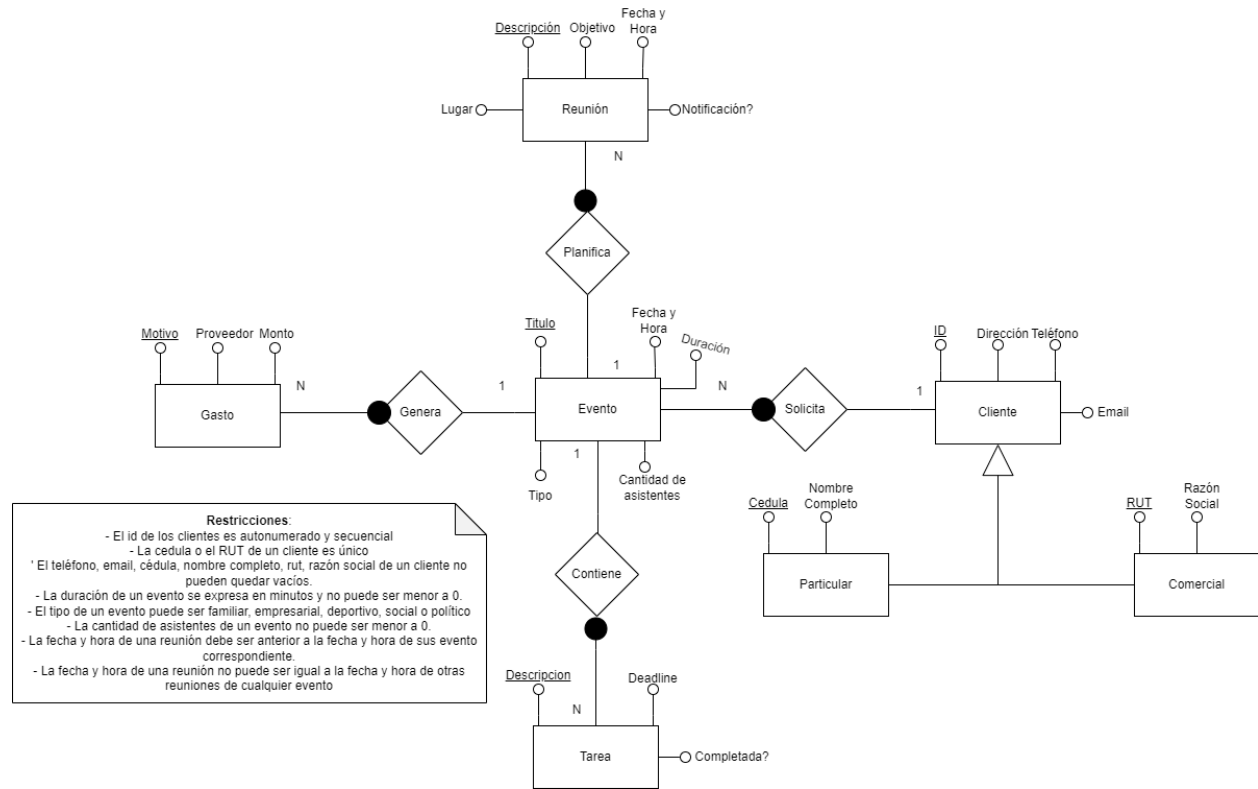 Fecha y
Hora
Descripción
Objetivo
Lugar
Reunión
Notificación?
N
Planifica
Fecha y
Hora
Titulo
Duración
Motivo
Proveedor
Monto
ID
Dirección
Teléfono
N
1
1
N
1
Gasto
Genera
Evento
Solicita
Cliente
Email
1
Tipo
Cantidad de
asistentes
Cedula
Nombre
Completo
RUT
Razón
Social
Restricciones:
- El id de los clientes es autonumerado y secuencial
- La cedula o el RUT de un cliente es único
' El teléfono, email, cédula, nombre completo, rut, razón social de un cliente no
pueden quedar vacíos.
- La duración de un evento se expresa en minutos y no puede ser menor a 0.
- El tipo de un evento puede ser familiar, empresarial, deportivo, social o político
- La cantidad de asistentes de un evento no puede ser menor a 0.
- La fecha y hora de una reunión debe ser anterior a la fecha y hora de sus evento
correspondiente.
- La fecha y hora de una reunión no puede ser igual a la fecha y hora de otras
reuniones de cualquier evento
Contiene
Particular
Comercial
Descripcion
Deadline
N
Tarea
Completada?